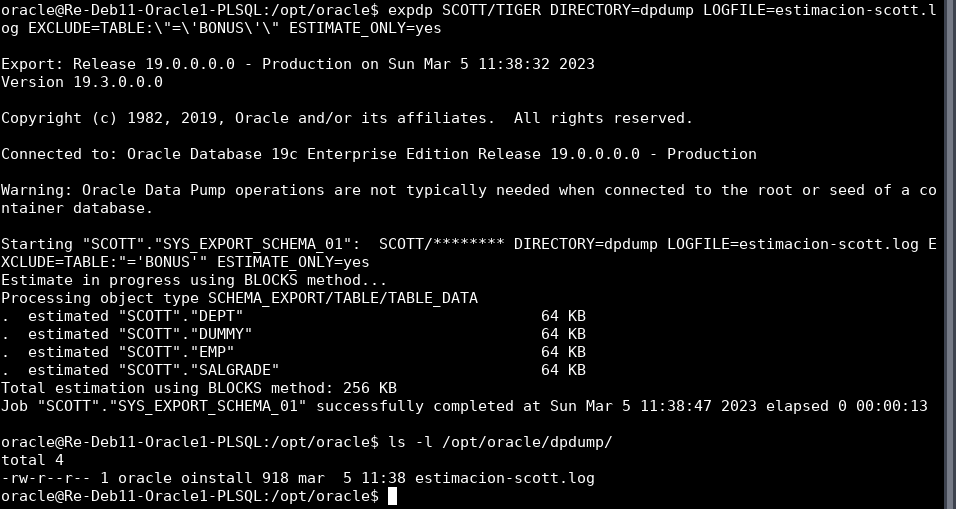 oracle@Re-Deb11-Oracle1-PLSQL:/opt/oracle$ expdp SCOTT/TIGER DIRECTORY=dpdump LOGFILE=estimacion-scott.l
og EXCLUDE=TABLE:\"=\'BONUS\'\" ESTIMATE_ONLY=yes
Export: Release 19.0.0.0.0 - Production on Sun Mar 5 11:38:32 2023
Version 19.3.0.0.0
Copyright (c) 1982, 2019, Oracle and/or its affiliates.  All rights reserved.
Connected to: Oracle Database 19c Enterprise Edition Release 19.0.0.0.0 - Production
Warning: Oracle Data Pump operations are not typically needed when connected to the root or seed of a co
ntainer database.
Starting "SCOTT"."SYS_EXPORT_SCHEMA_01":  SCOTT/******** DIRECTORY=dpdump LOGFILE=estimacion-scott.log E
XCLUDE=TABLE:"='BONUS'" ESTIMATE_ONLY=yes
Estimate in progress using BLOCKS method...
Processing object type SCHEMA_EXPORT/TABLE/TABLE_DATA
.  estimated "SCOTT"."DEPT"                                 64 KB
.  estimated "SCOTT"."DUMMY"                                64 KB
.  estimated "SCOTT"."EMP"                                  64 KB
.  estimated "SCOTT"."SALGRADE"                             64 KB
Total estimation using BLOCKS method: 256 KB
Job "SCOTT"."SYS_EXPORT_SCHEMA_01" successfully completed at Sun Mar 5 11:38:47 2023 elapsed 0 00:00:13
oracle@Re-Deb11-Oracle1-PLSQL:/opt/oracle$ ls -l /opt/oracle/dpdump/
total 4
-rw-r--r-- 1 oracle oinstall 918 mar  5 11:38 estimacion-scott.log
oracle@Re-Deb11-Oracle1-PLSQL:/opt/oracle$